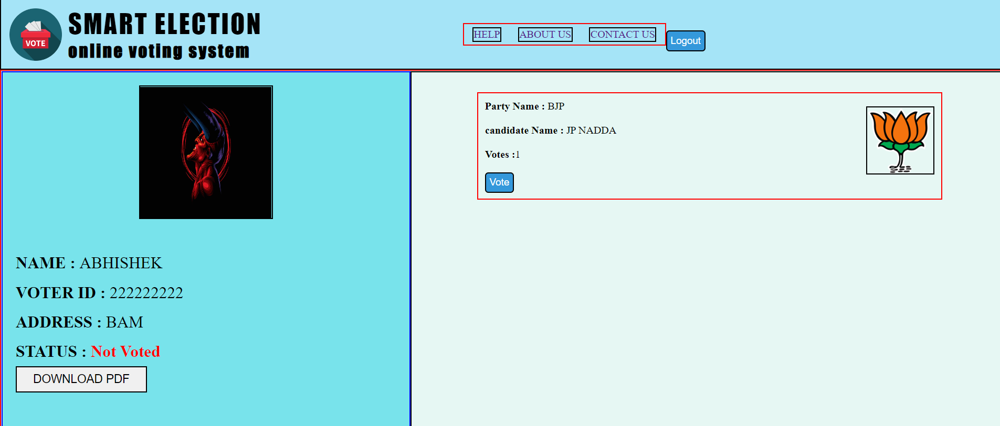 VOTE
SMART ELECTION
online voting system
HELP ABOUT US CONTACT US Logout
NAME : ABHISHEK
VOTER ID : 222222222
ADDRESS : BAM
STATUS : Not Voted
DOWNLOAD PDF
Party Name : BJP
candidate Name : JP NADDA
Votes :1
Vote